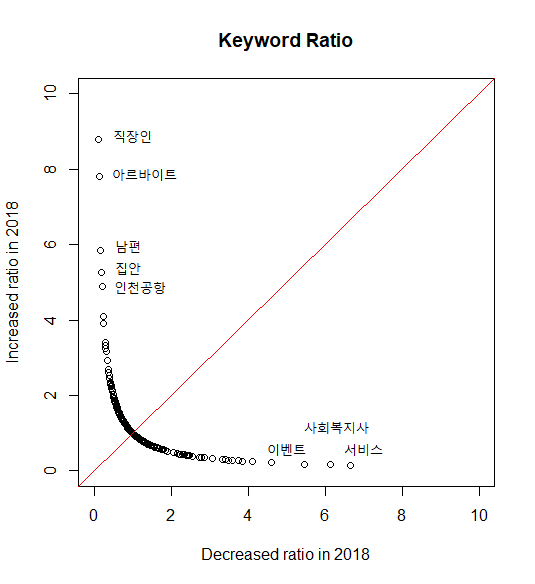 Keyword Ratio
Increased ratio in 2018
10
8
6
4
2
0
직장인
아르바이트
남편
집안
인천공항
사회복지사
이벤트
서비스
0 2 4 6 8 10
Decreased ratio in 2018